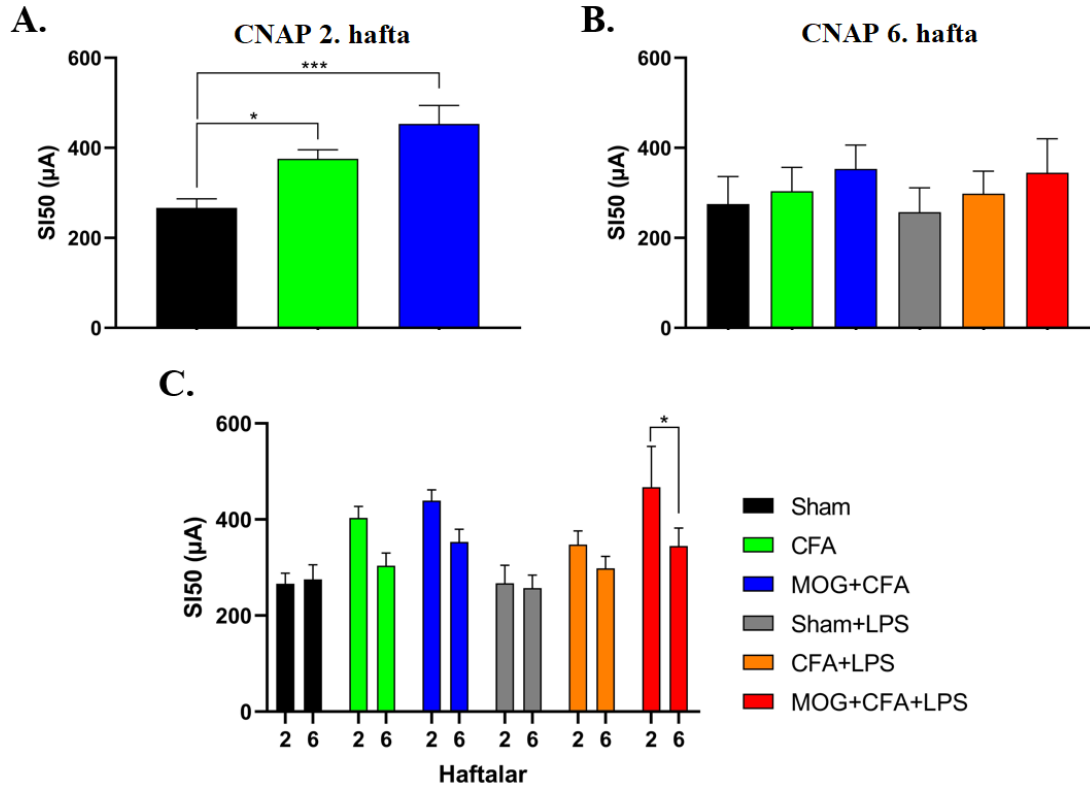 A.
CNAP 2. hafta
SI50 (µA)
600
400
200
0
*
***
B.
CNAP 6. hafta
SI50 (µA)
600
400
200
0
C.
SI50 (µA)
600
400
200
0
*
2 6 2 6 2 6 2 6 2 6 2 6
Haftalar
Sham
CFA
MOG+CFA
Sham+LPS
CFA+LPS
MOG+CFA+LPS